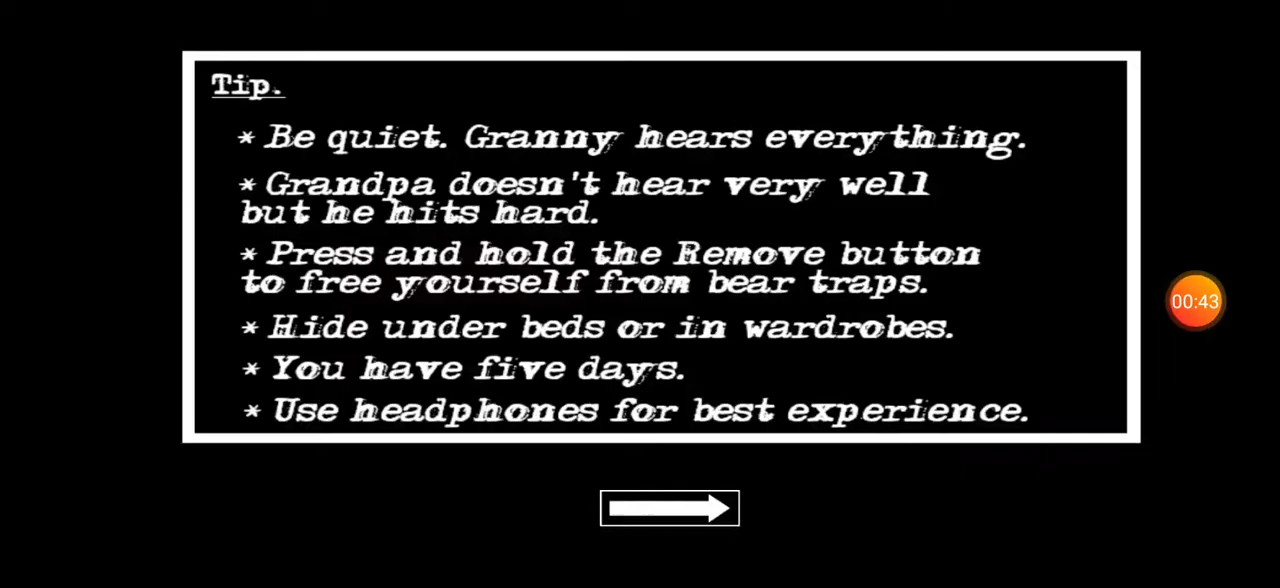 Tip.
* Be quiet. Granny hears everything.
* Grandpa doesn't hear very well
but he hits hard.
* Press and hold the Remove button
to free yourself from bear traps.
* Hide under beds or in wardrobes.
* You have five days.
* Use headphones for best experience.
00:43